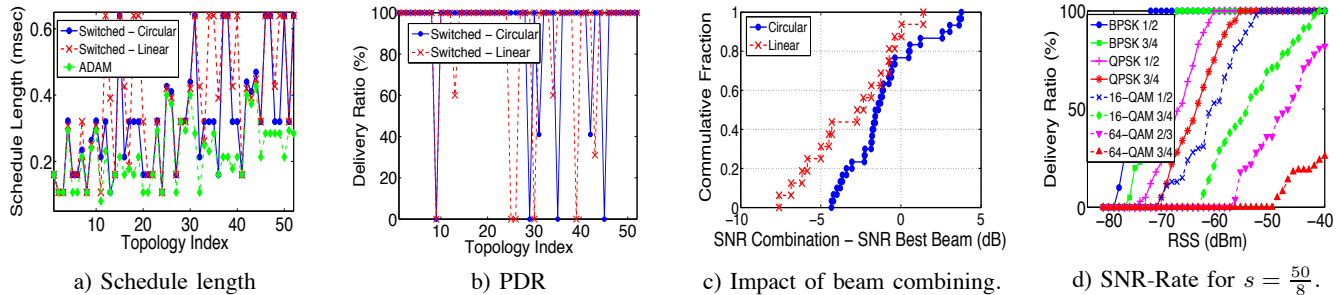 Schedule Length (msec)
0.6
0.4
0.2
Switched − Circular
Switched − Linear
ADAM
10 20 30 40 50
Topology Index
a) Schedule length
Delivery Ratio (%)
100
80
60
40
20
0
Switched−Circular
Switched−Linear
10 20 30 40 50
Topology Index
b) PDR
Commulative Fraction
1
0.8
0.6
0.4
0.2
0
Circular
Linear
−10 −5 0 5 10
SNR Combination − SNR Best Beam (dB)
c) Impact of beam combining.
Delivery Ratio (%)
100
50
0
BPSK 1/2
BPSK 3/4
QPSK 1/2
QPSK 3/4
16−QAM 1/2
16−QAM 3/4
64−QAM 2/3
64−QAM 3/4
−80 −70 −60 −50 −40
RSS (dBm)
d) SNR-Rate for s = 50/8.